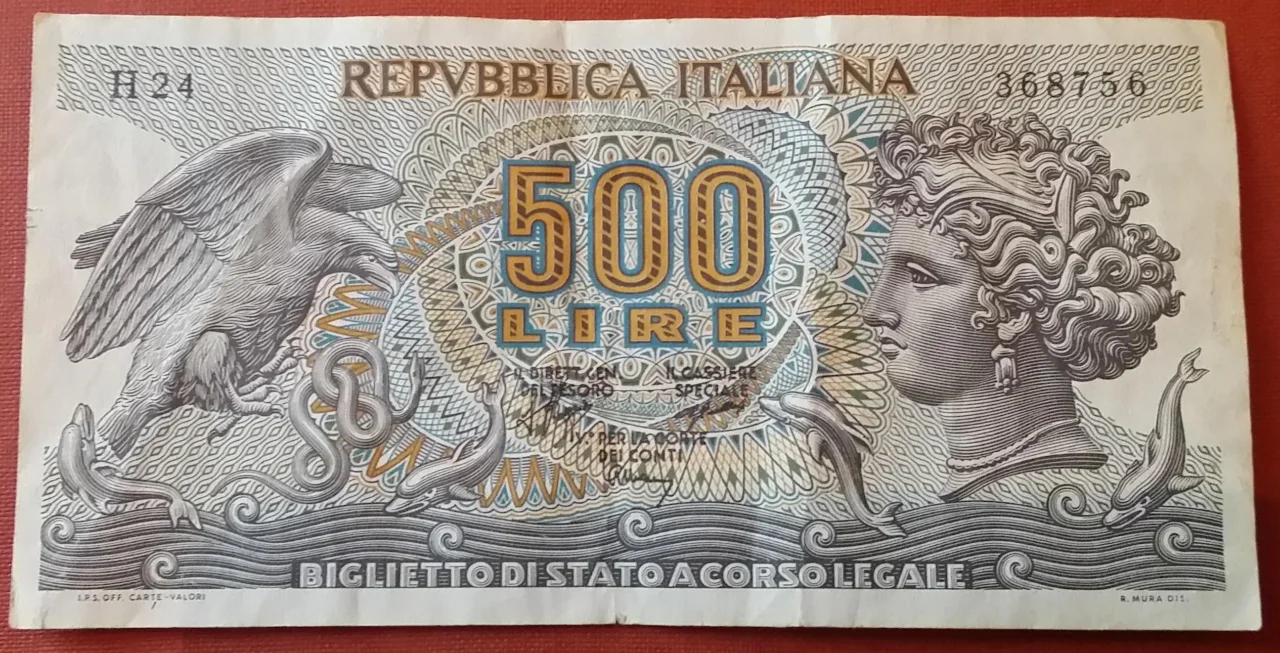 H 24
REPVBBLICA ITALIANA
368756
500
LIRE
IL DIRETT. GEN.
DEL TESORO
IL CASSIERE
SPECIALE
IV.° PER LA CORTE
DEI CONTI
BIGLIETTO DI STATO A CORSO LEGALE
I.P.S. OFF. CARTE-VALORI
R. MURA DIS.